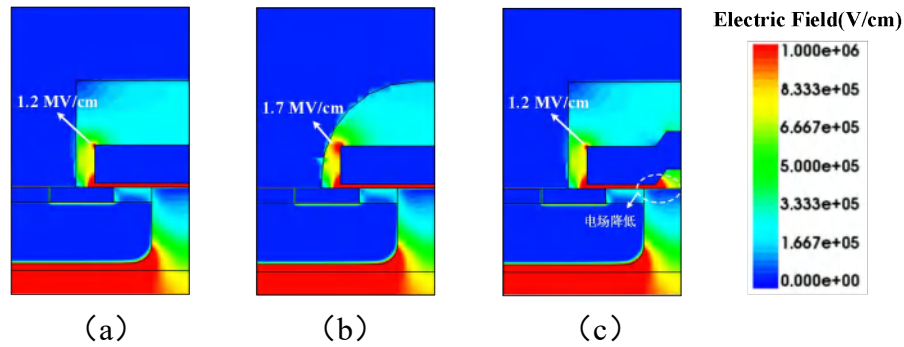 Electric Field(V/cm)
1.2 MV/cm
1.7 MV/cm
1.2 MV/cm
1.000e+06
8.333e+05
6.667e+05
5.000e+05
3.333e+05
1.667e+05
0.000e+00
电场降低
（a）
（b）
（c）